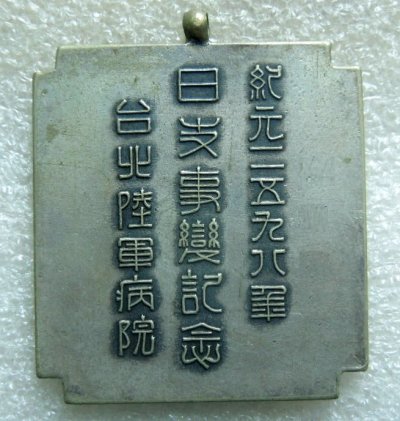 紀元二五九八年
日支事變記念
台北陸軍病院